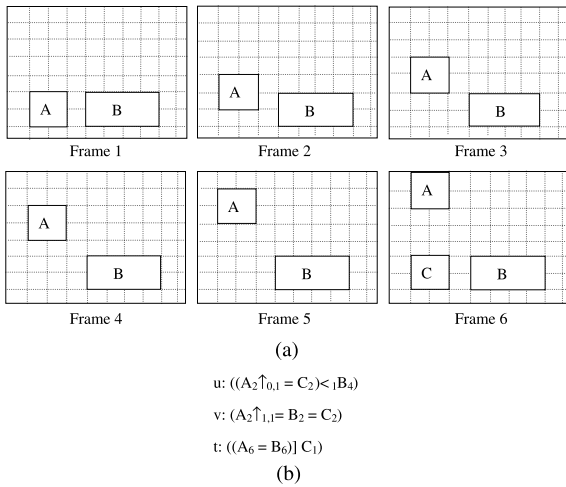 A B A B A B
Frame 1 Frame 2 Frame 3
A B A B A C B
Frame 4 Frame 5 Frame 6
(a)
u: ((A₂↑₀,₁ = C₂)< ₁B₄)
v: (A₂↑₁,₁= B₂ = C₂)
t: ((A₆ = B₆)] C₁)
(b)